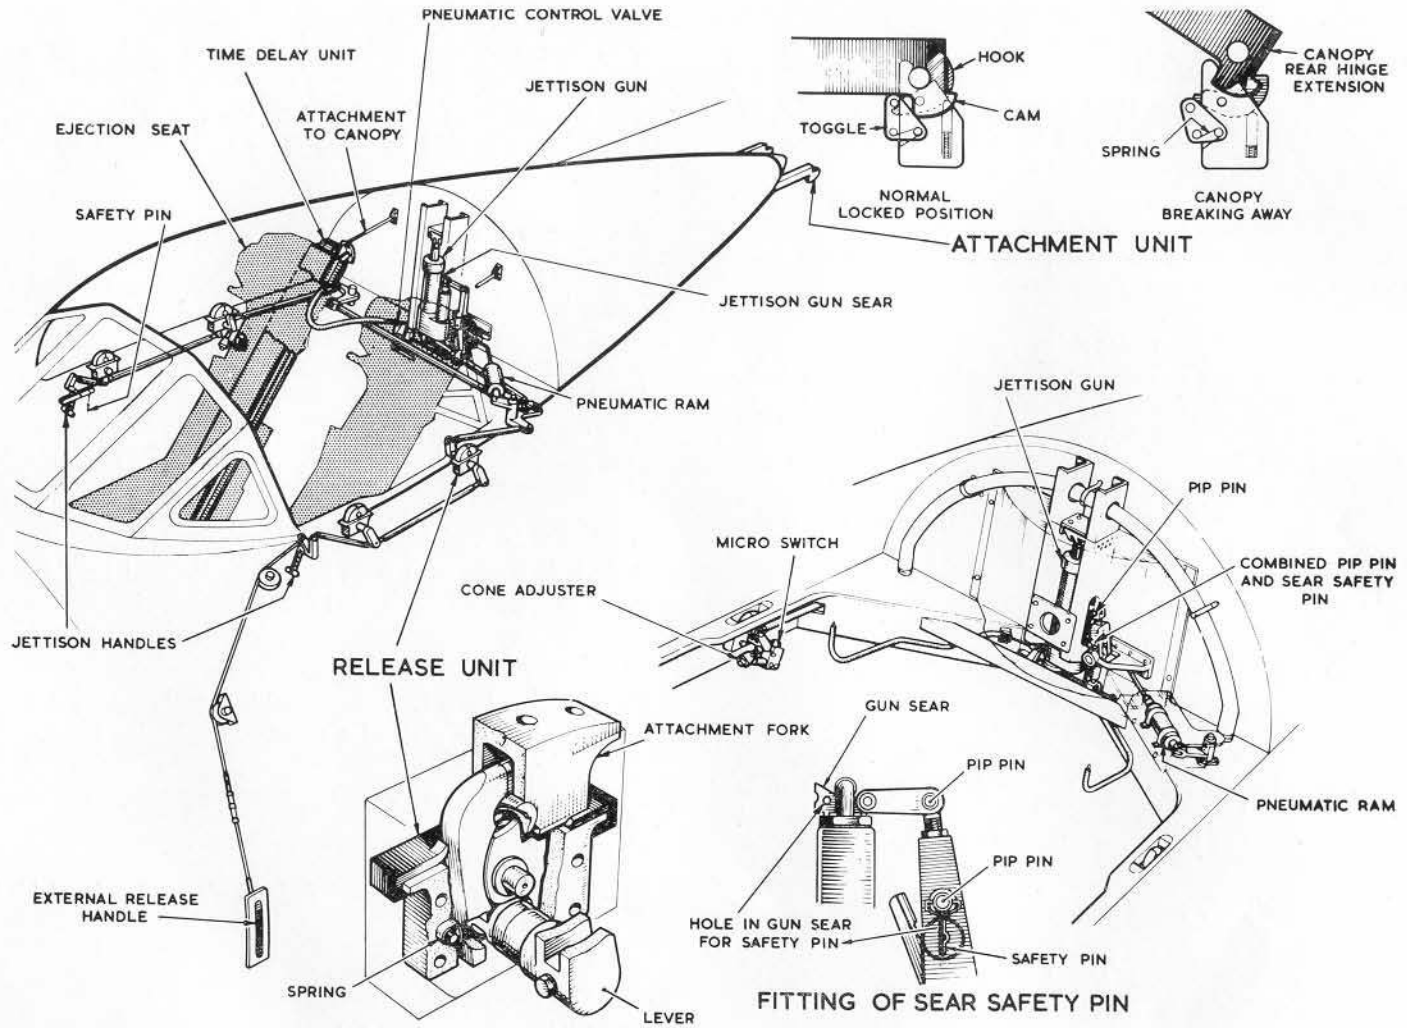 PNEUMATIC CONTROL VALVE
TIME DELAY UNIT
JETTISON GUN
ATTACHMENT
TO CANOPY
EJECTION SEAT
SAFETY PIN
HOOK
CAM
TOGGLE
NORMAL
LOCKED POSITION
CANOPY
REAR HINGE
EXTENSION
SPRING
CANOPY
BREAKING AWAY
ATTACHMENT UNIT
JETTISON GUN SEAR
PNEUMATIC RAM
JETTISON HANDLES
RELEASE UNIT
ATTACHMENT FORK
EXTERNAL RELEASE
HANDLE
SPRING
LEVER
JETTISON GUN
PIP PIN
MICRO SWITCH
CONE ADJUSTER
COMBINED PIP PIN
AND SEAR SAFETY
PIN
PNEUMATIC RAM
GUN SEAR
PIP PIN
PIP PIN
HOLE IN GUN SEAR
FOR SAFETY PIN
SAFETY PIN
FITTING OF SEAR SAFETY PIN